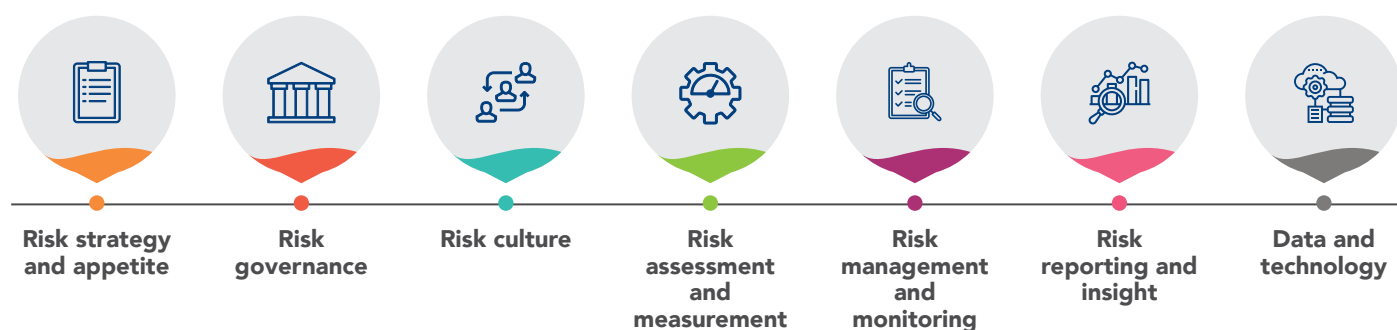 Risk strategy
and appetite
Risk
governance
Risk culture
Risk
assessment
and
measurement
Risk
management
and
monitoring
Risk
reporting and
insight
Data and
technology